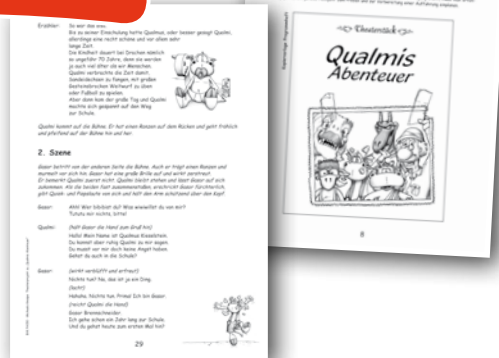 Erzähler: So war das also.
Bis zu seiner Einschulung hatte Qualmus, oder besser gesagt Qualmi,
allerdings eine recht schöne und vor allem sehr
lange Zeit.
Die Kindheit dauert bei Drachen nämlich
so ungefähr 70 Jahre, denn sie werden
ja auch viel älter als wir Menschen.
Qualmi verbrachte die Zeit damit,
Sandeidechsen zu fangen, mit großen
Bestensbrocken Weitwurf zu üben
oder Fußball zu spielen.
Aber dann kam der große Tag und Qualmi
machte sich gespannt auf den Weg
zur Schule.
Qualmi kommt auf die Bühne. Er hat einen Ranzen auf dem Rücken und geht fröhlich
und pfeifend auf der Bühne hin und her.
2. Szene
Gasar betritt von der anderen Seite die Bühne. Auch er trägt einen Ranzen und
murmelt vor sich hin. Gasar hat eine große Brille auf und wirkt zerstreut.
Er bemerkt Qualmi zuerst nicht. Qualmi bleibt stehen und lässt Gasar auf sich
zukommen. Als die beiden fast zusammenstoßen, erschrickt Gasar fürchterlich,
gibt Quiek- und Piepslaute von sich und hält den Arm schützend über den Kopf.
Gasar: Ahh! Wer bibibist du? Was wiewiellst du von mir?
Tututu mir nichts, bitte!
Qualmi: (hält Gasar die Hand zum Gruß hin)
Hallo! Mein Name ist Qualmus Kieselstein.
Du kannst aber ruhig Qualmi zu mir sagen.
Du musst vor mir doch keine Angst haben.
Gehst du auch in die Schule?
Gasar: (wirkt verblüfft und erfreut)
Nichts tun? Na, das ist ja ein Ding.
(lacht)
Hahaha. Nichts tun. Prima! Ich bin Gasar
(reicht Qualmi die Hand)
Gasar Brennschneider.
Ich gehe schon ein Jahr lang zur Schule.
Und du gehst heute zum ersten Mal hin?
29
Theaterstück
Qualmis
Abenteuer
8